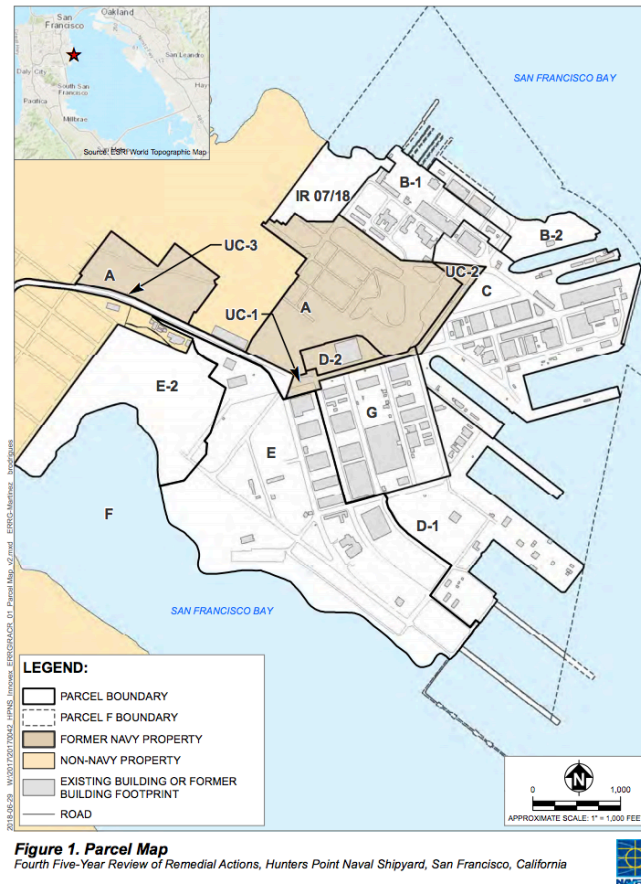 San
Francisco
Oakland
San Leandro
Daly City
South San
Francisco
Pacifica
Millbrae
Source: ESRI World Topographic Map
SAN FRANCISCO BAY
IR 07/18
B-1
B-2
UC-3
A
UC-2
C
UC-1
A
D-2
E-2
G
E
F
D-1
SAN FRANCISCO BAY
LEGEND:
PARCEL BOUNDARY
PARCEL F BOUNDARY
FORMER NAVY PROPERTY
NON-NAVY PROPERTY
EXISTING BUILDING OR FORMER
BUILDING FOOTPRINT
ROAD
N
0 1,000
APPROXIMATE SCALE: 1" = 1,000 FEET
Figure 1. Parcel Map
Fourth Five-Year Review of Remedial Actions, Hunters Point Naval Shipyard, San Francisco, California